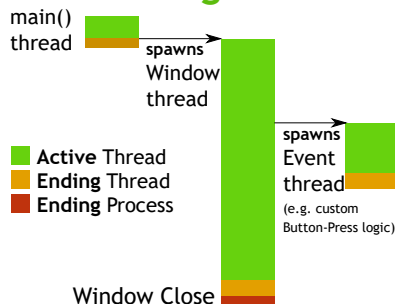 main()
thread
spawns
Window
thread
spawns
Event
thread
(e.g. custom
Button-Press logic)
Active Thread
Ending Thread
Ending Process
Window Close